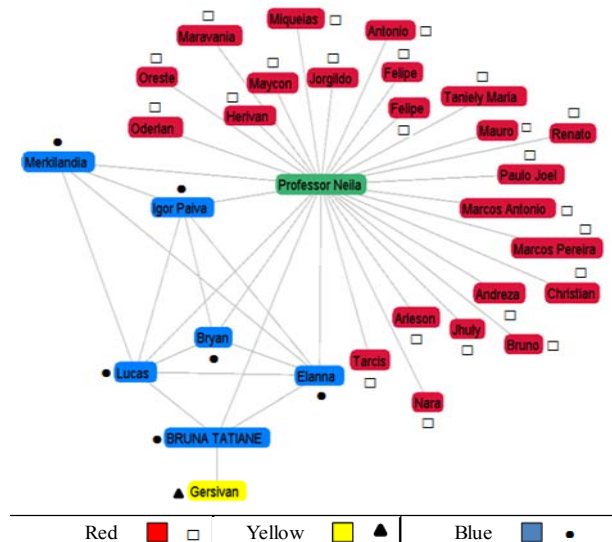 Miqueias
Maravania
Antonio
Oreste
Maycon
Jorgildo
Felipe
Taniely Maria
Herivan
Felipe
Oderlan
Mauro
Renato
Merkilandia
Professor Neila
Paulo Joel
Igor Paiva
Marcos Antonio
Marcos Pereira
Andreza
Christian
Arleson
Jhuly
Bruno
Bryan
Tarcis
Lucas
Elanna
Nara
BRUNA TATIANE
Gersivan
Red Yellow Blue